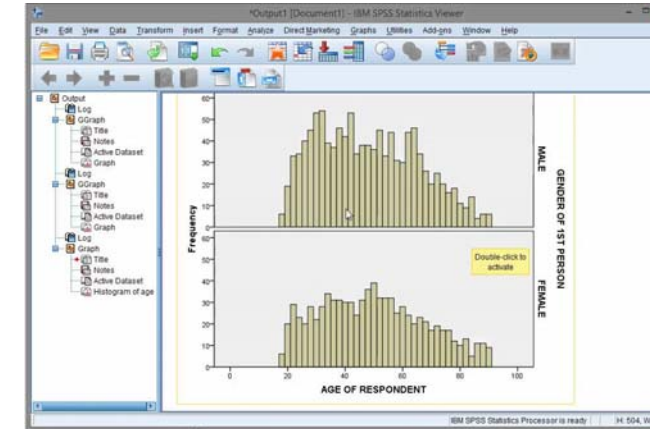 *Output1 [Document1] - IBM SPSS Statistics Viewer
File Edit View Data Transform Insert Format Analyze Direct Marketing Graphs Utilities Add-ons Window Help
Output
Log
GGraph
Title
Notes
Active Dataset
Graph
Log
GGraph
Title
Notes
Active Dataset
Graph
Log
Graph
Title
Notes
Active Dataset
Histogram of age
Frequency
60
50
40
30
20
10
0
MALE
60
50
40
30
20
10
0
FEMALE
GENDER OF 1ST PERSON
Double-click to
activate
0 20 40 60 80 100
AGE OF RESPONDENT
IBM SPSS Statistics Processor is ready
H: 504, W